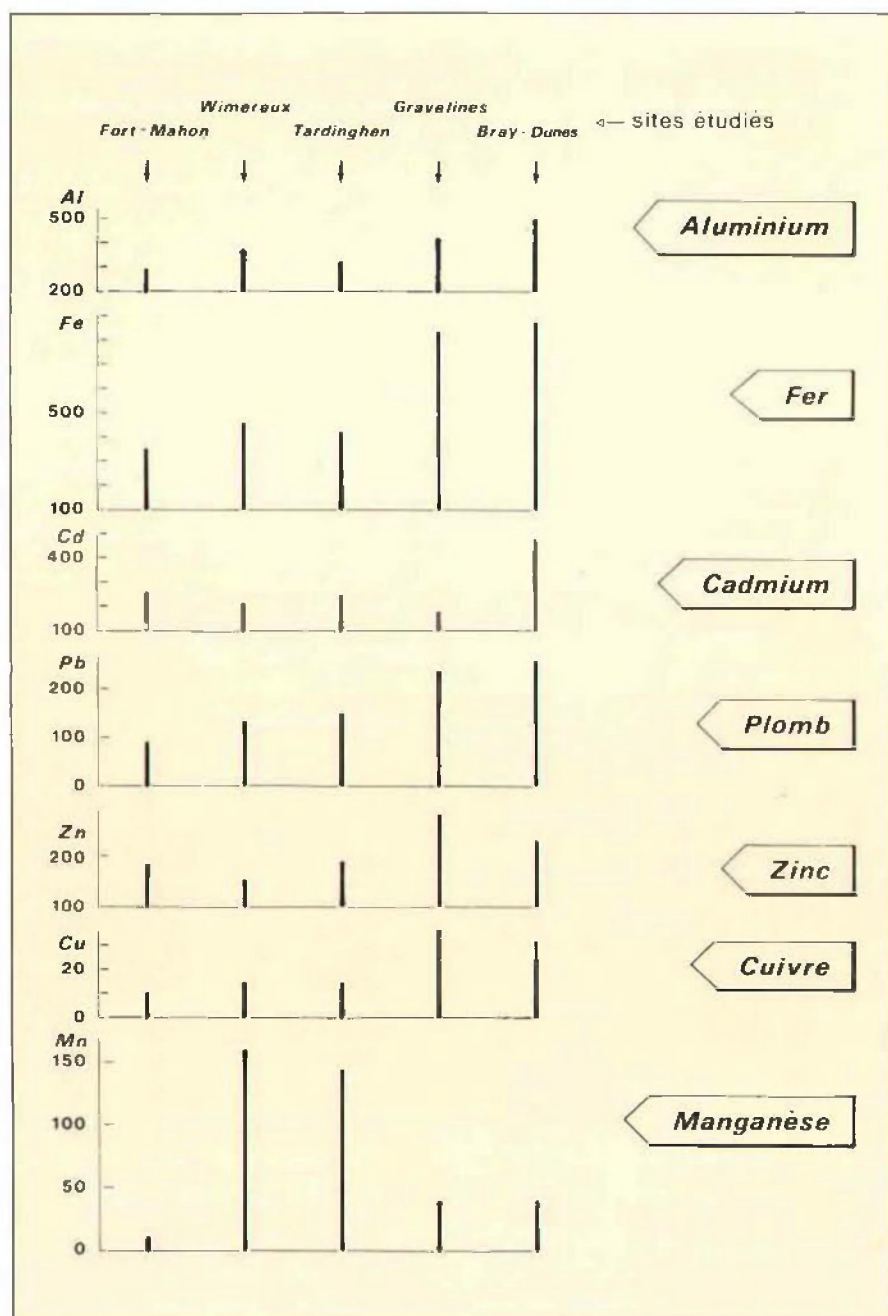 Wimereux Gravelines
Fort-Mahon Tardinghen Bray-Dunes sites étudiés
Al
500
200
Aluminium
Fe
500
100
Fer
Cd
400
100
Cadmium
Pb
200
100
0
Plomb
Zn
200
100
Zinc
Cu
20
0
Cuivre
Mn
150
100
50
0
Manganèse